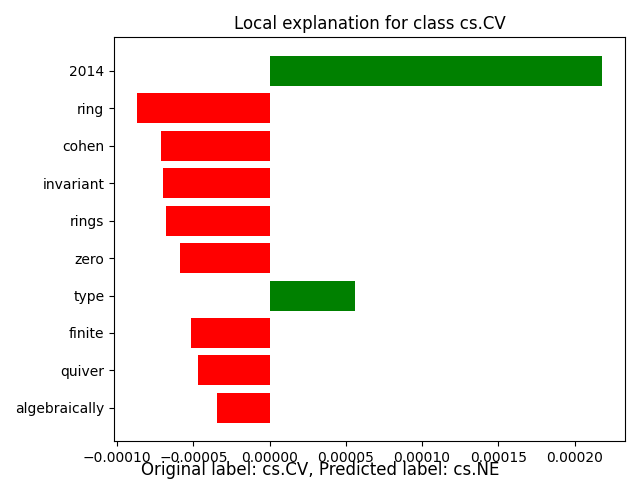 Local explanation for class cs.CV
2014
ring
cohen
invariant
rings
zero
type
finite
quiver
algebraically
−0.00010 −0.00005 0.00000 0.00005 0.00010 0.00015 0.00020
Original label: cs.CV, Predicted label: cs.NE